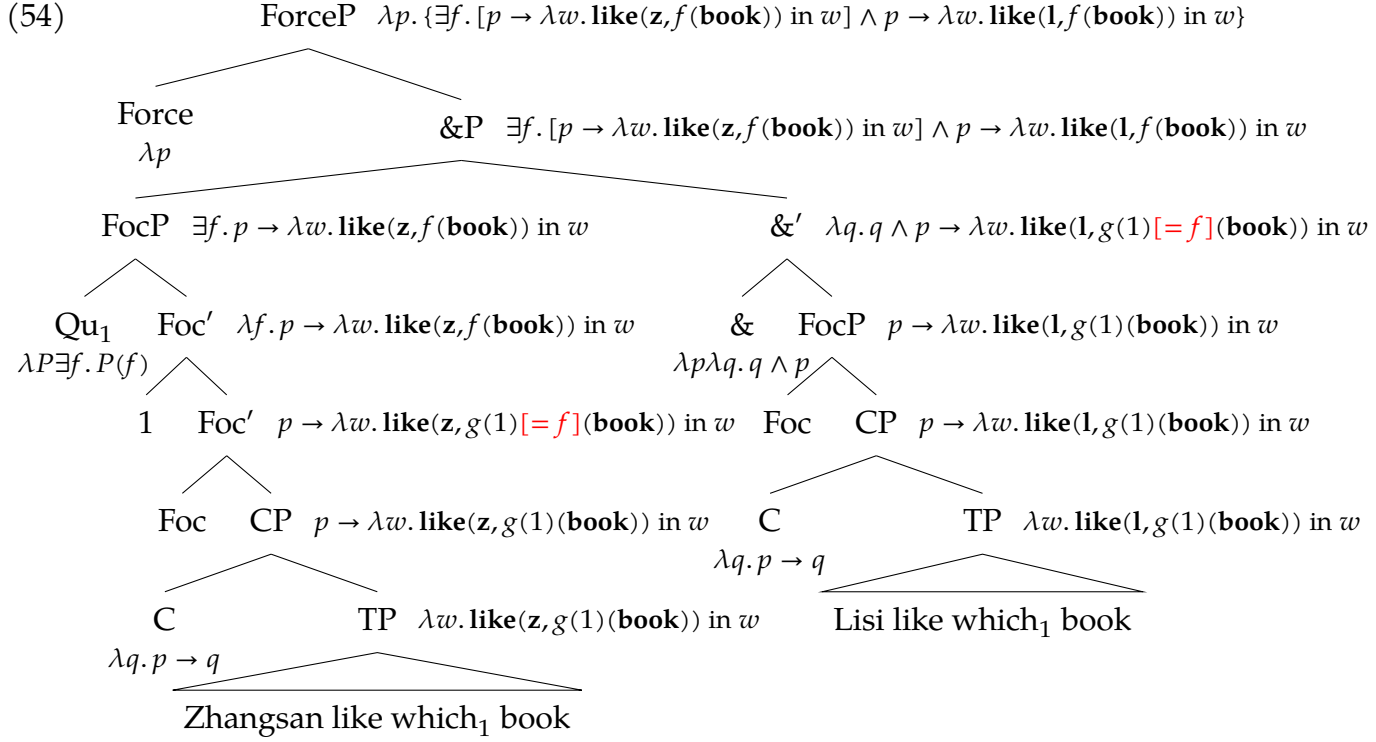 (54) ForceP λp. {∃f. [p → λw. like(z, f(book)) in w] ∧ p → λw. like(l, f(book)) in w}
Force &P ∃f. [p → λw. like(z, f(book)) in w] ∧ p → λw. like(l, f(book)) in w
λp
FocP ∃f. p → λw. like(z, f(book)) in w &′ λq. q ∧ p → λw. like(l, g(1)[= f](book)) in w
Qu₁ Foc′ λf. p → λw. like(z, f(book)) in w & FocP p → λw. like(l, g(1)(book)) in w
λP∃f. P(f) λpλq. q ∧ p
1 Foc′ p → λw. like(z, g(1)[= f](book)) in w Foc CP p → λw. like(l, g(1)(book)) in w
Foc CP p → λw. like(z, g(1)(book)) in w C TP λw. like(l, g(1)(book)) in w
λq. p → q
C TP λw. like(z, g(1)(book)) in w Lisi like which₁ book
λq. p → q
Zhangsan like which₁ book